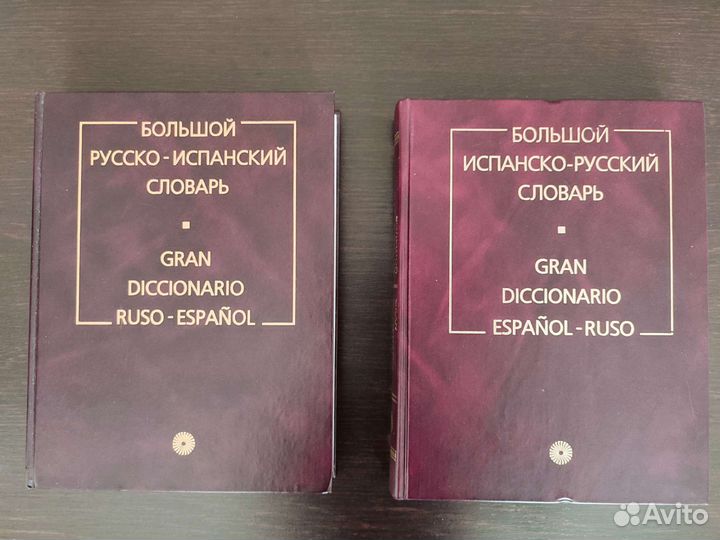 БОЛЬШОЙ
РУССКО-ИСПАНСКИЙ
СЛОВАРЬ
GRAN
DICCIONARIO
RUSO-ESPAÑOL
БОЛЬШОЙ
ИСПАНСКО-РУССКИЙ
СЛОВАРЬ
GRAN
DICCIONARIO
ESPAÑOL-RUSO
Avito